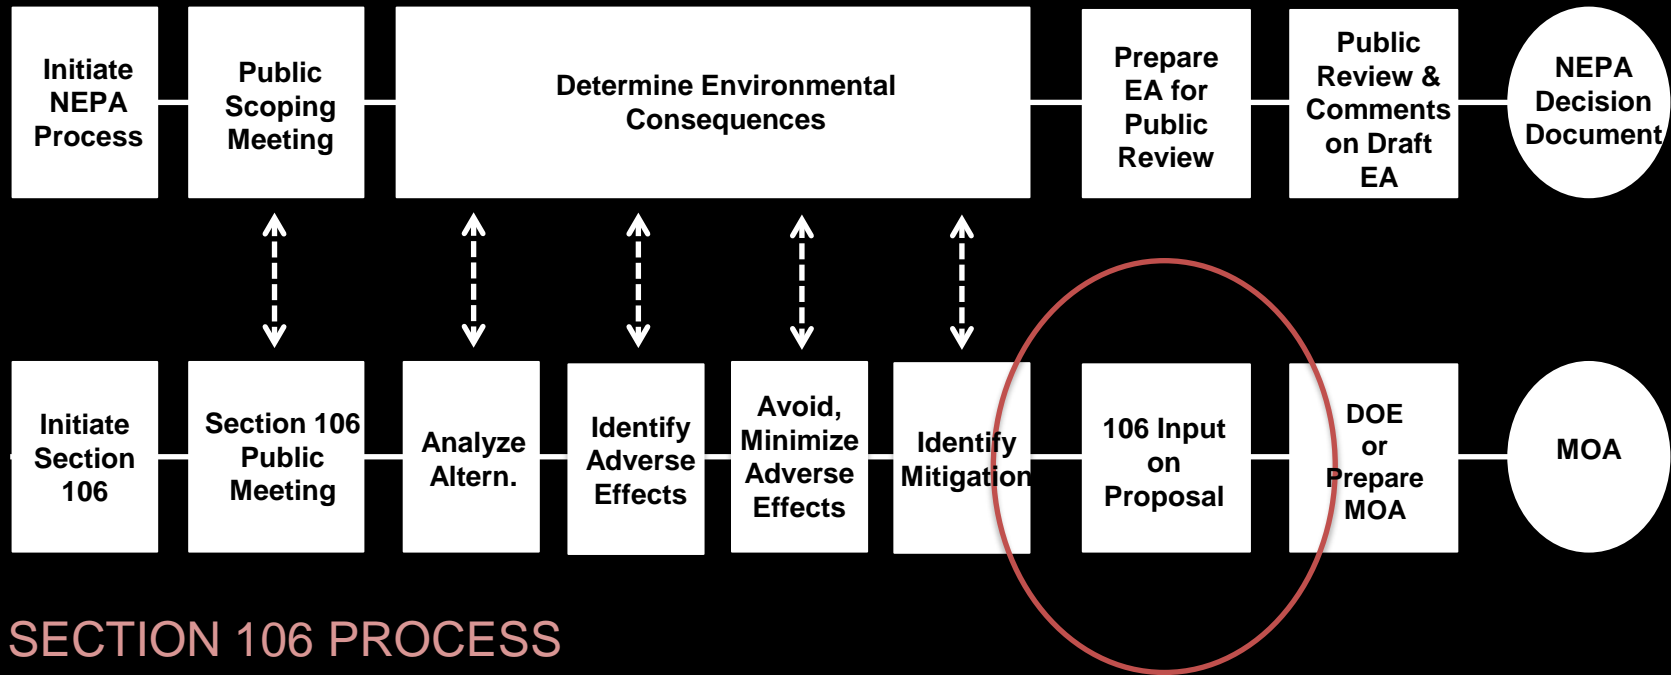 Initiate
NEPA
Process
Public
Scoping
Meeting
Determine Environmental
Consequences
Prepare
EA for
Public
Review
Public
Review &
Comments
on Draft
EA
NEPA
Decision
Document
Initiate
Section
106
Section 106
Public
Meeting
Analyze
Altern.
Identify
Adverse
Effects
Avoid,
Minimize
Adverse
Effects
Identify
Mitigation
106 Input
on
Proposal
DOE
or
Prepare
MOA
MOA
SECTION 106 PROCESS